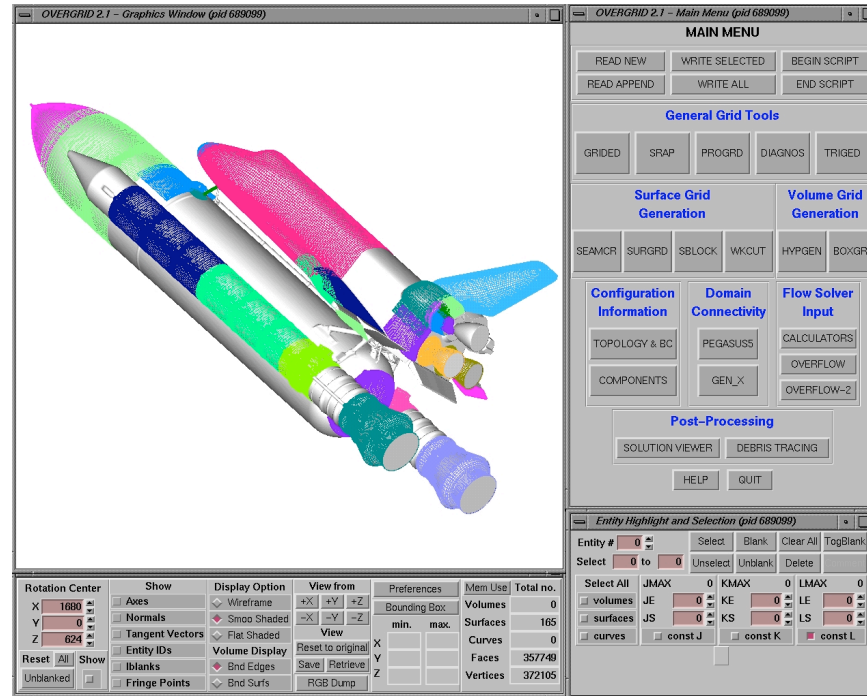 OVERGRID 2.1 – Graphics Window (pid 689099)
OVERGRID 2.1 – Main Menu (pid 689099)
MAIN MENU
READ NEW WRITE SELECTED BEGIN SCRIPT
READ APPEND WRITE ALL END SCRIPT
General Grid Tools
GRIDED SRAP PROGRD DIAGNOS TRIGED
Surface Grid Generation
SEAMCR SURGRD SBLOCK WKCUT
Volume Grid Generation
HYPGEN BOXGR
Configuration Information
TOPOLOGY & BC
COMPONENTS
Domain Connectivity
PEGASUS5
GEN_X
Flow Solver Input
CALCULATORS
OVERFLOW
OVERFLOW–2
Post–Processing
SOLUTION VIEWER DEBRIS TRACING
HELP QUIT
Entity Highlight and Selection (pid 689099)
Entity # 0 Select Blank Clear All TogBlank
Select 0 to 0 Unselect Unblank Delete
Select All JMAX 0 KMAX 0 LMAX 0
volumes JE 0 KE 0 LE 0
surfaces JS 0 KS 0 LS 0
curves const J const K const L
Rotation Center
X 1680
Y 0
Z 624
Reset All Show
Unblanked
Show
Axes
Normals
Tangent Vectors
Entity IDs
Iblanks
Fringe Points
Display Option
Wireframe
Smoo Shaded
Flat Shaded
Volume Display
Bnd Edges
Bnd Surfs
View from
+X +Y +Z
–X –Y –Z
View
Reset to original
Save Retrieve
RGB Dump
Preferences
Bounding Box
min. max.
X
Y
Z
Mem Use Total no.
Volumes 0
Surfaces 165
Curves 0
Faces 357749
Vertices 372105